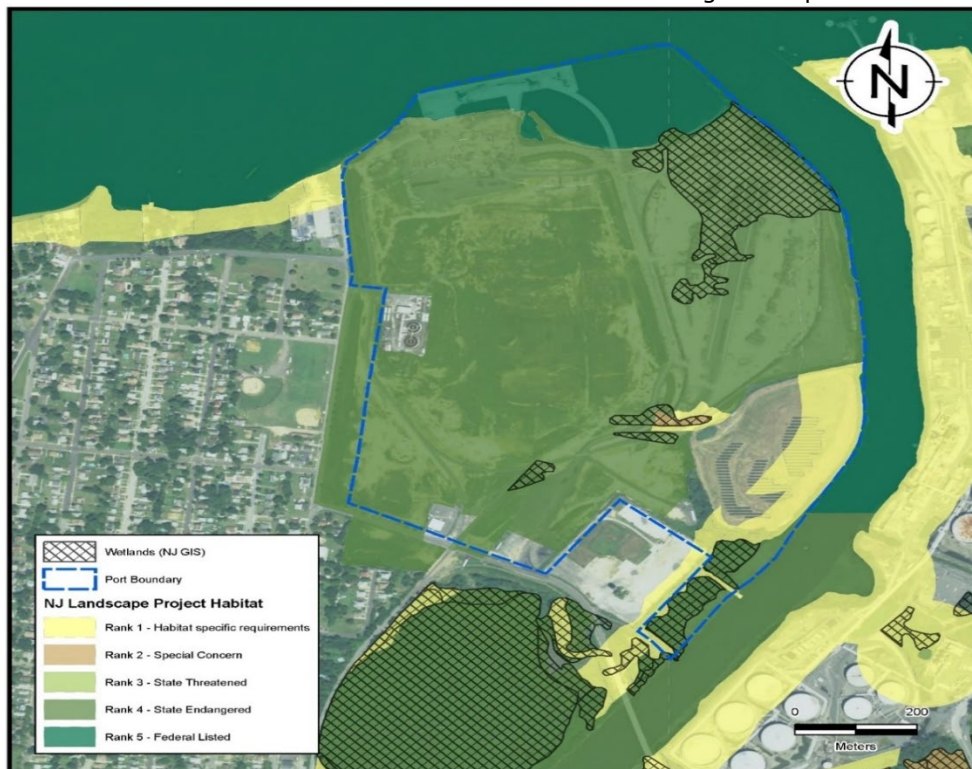 N
Wetlands (NJ GIS)
Port Boundary
NJ Landscape Project Habitat
Rank 1 - Habitat specific requirements
Rank 2 - Special Concern
Rank 3 - State Threatened
Rank 4 - State Endangered
Rank 5 - Federal Listed
0 200
Meters